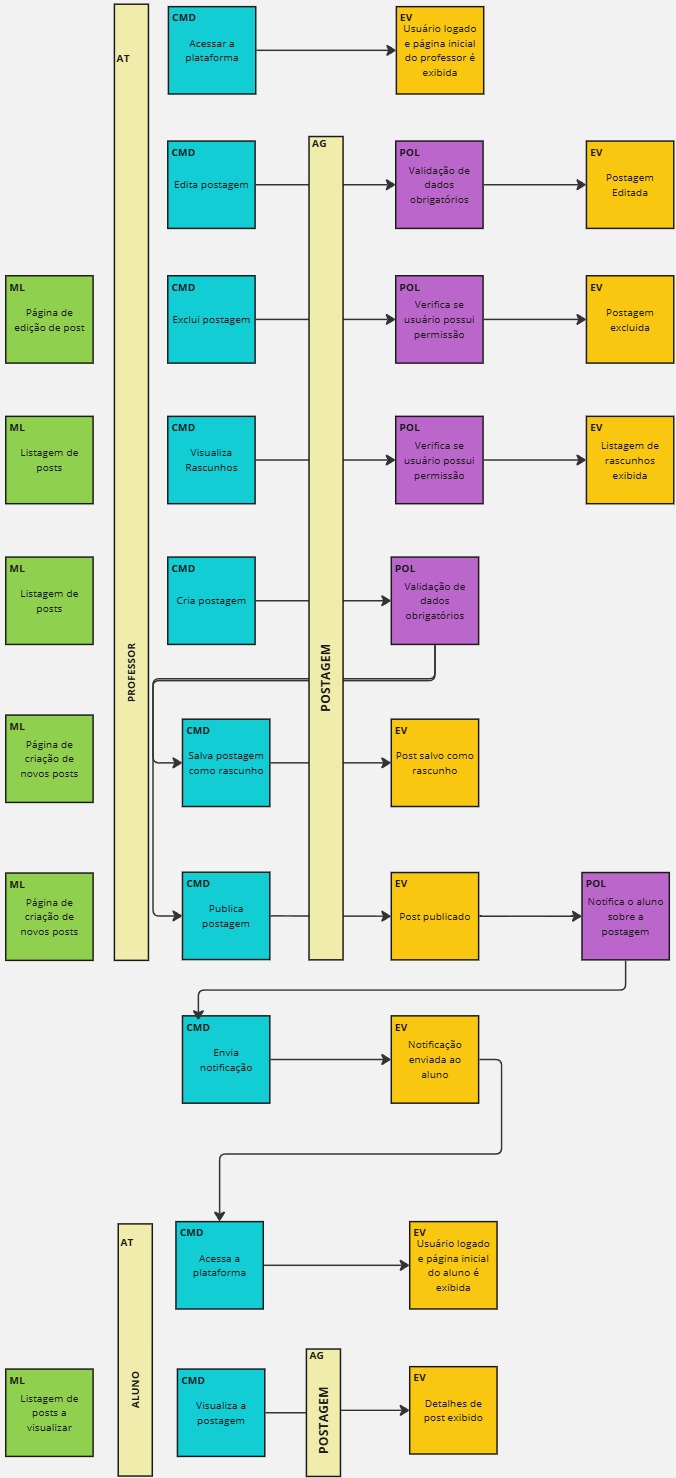 AT
CMD
Acessar a
plataforma
EV
Usuário logado
e página inicial
do professor é
exibida
CMD
Edita postagem
AG
POL
Validação de
dados
obrigatórios
EV
Postagem
Editada
ML
Página de
edição de post
CMD
Exclui postagem
POL
Verifica se
usuário possui
permissão
EV
Postagem
excluida
ML
Listagem de
posts
CMD
Visualiza
Rascunhos
POL
Verifica se
usuário possui
permissão
EV
Listagem de
rascunhos
exibida
ML
Listagem de
posts
CMD
Cria postagem
POL
Validação de
dados
obrigatórios
PROFESSOR
POSTAGEM
ML
Página de
criação de
novos posts
CMD
Salva postagem
como rascunho
EV
Post salvo como
rascunho
ML
Página de
criação de
novos posts
CMD
Publica
postagem
EV
Post publicado
POL
Notifica o aluno
sobre a
postagem
CMD
Envia
notificação
EV
Notificação
enviada ao
aluno
AT
CMD
Acessa a
plataforma
EV
Usuário logado
e página inicial
do aluno é
exibida
ML
Listagem de
posts a
visualizar
ALUNO
CMD
Visualiza a
postagem
AG
POSTAGEM
EV
Detalhes de
post exibido